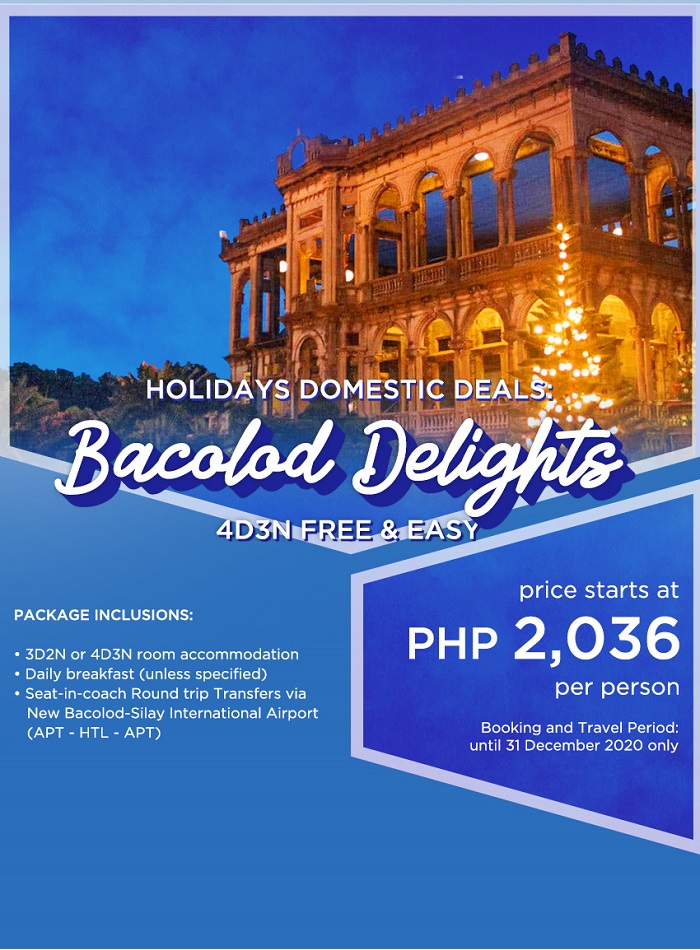 HOLIDAYS DOMESTIC DEALS:
Bacolod Delights
4D3N FREE & EASY
PACKAGE INCLUSIONS:
• 3D2N or 4D3N room accommodation
• Daily breakfast (unless specified)
• Seat-in-coach Round trip Transfers via
New Bacolod-Silay International Airport
(APT - HTL - APT)
price starts at
PHP 2,036
per person
Booking and Travel Period:
until 31 December 2020 only